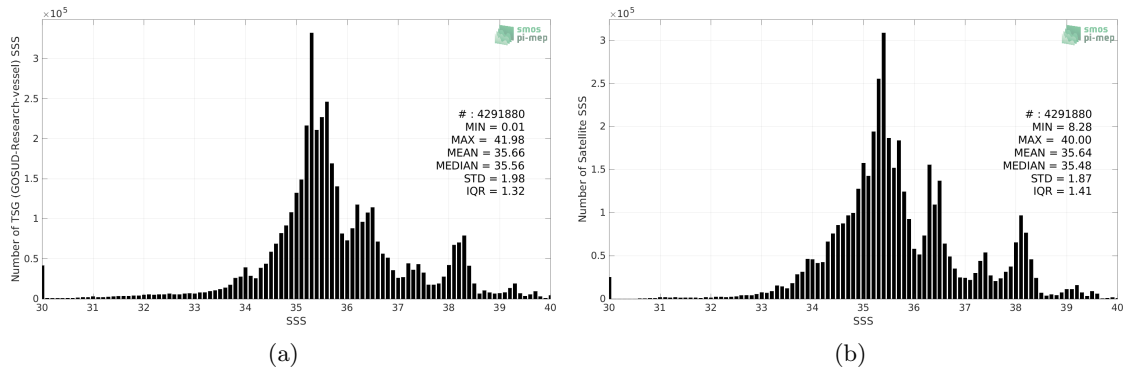 ×10⁵
smos
pi-mep
Number of TSG (GOSUD-Research-vessel) SSS
3
2.5
2
1.5
1
0.5
0
# : 4291880
MIN = 0.01
MAX = 41.98
MEAN = 35.66
MEDIAN = 35.56
STD = 1.98
IQR = 1.32
30 31 32 33 34 35 36 37 38 39 40
SSS
(a)
×10⁵
smos
pi-mep
Number of Satellite SSS
3
2.5
2
1.5
1
0.5
0
# : 4291880
MIN = 8.28
MAX = 40.00
MEAN = 35.64
MEDIAN = 35.48
STD = 1.87
IQR = 1.41
30 31 32 33 34 35 36 37 38 39 40
SSS
(b)